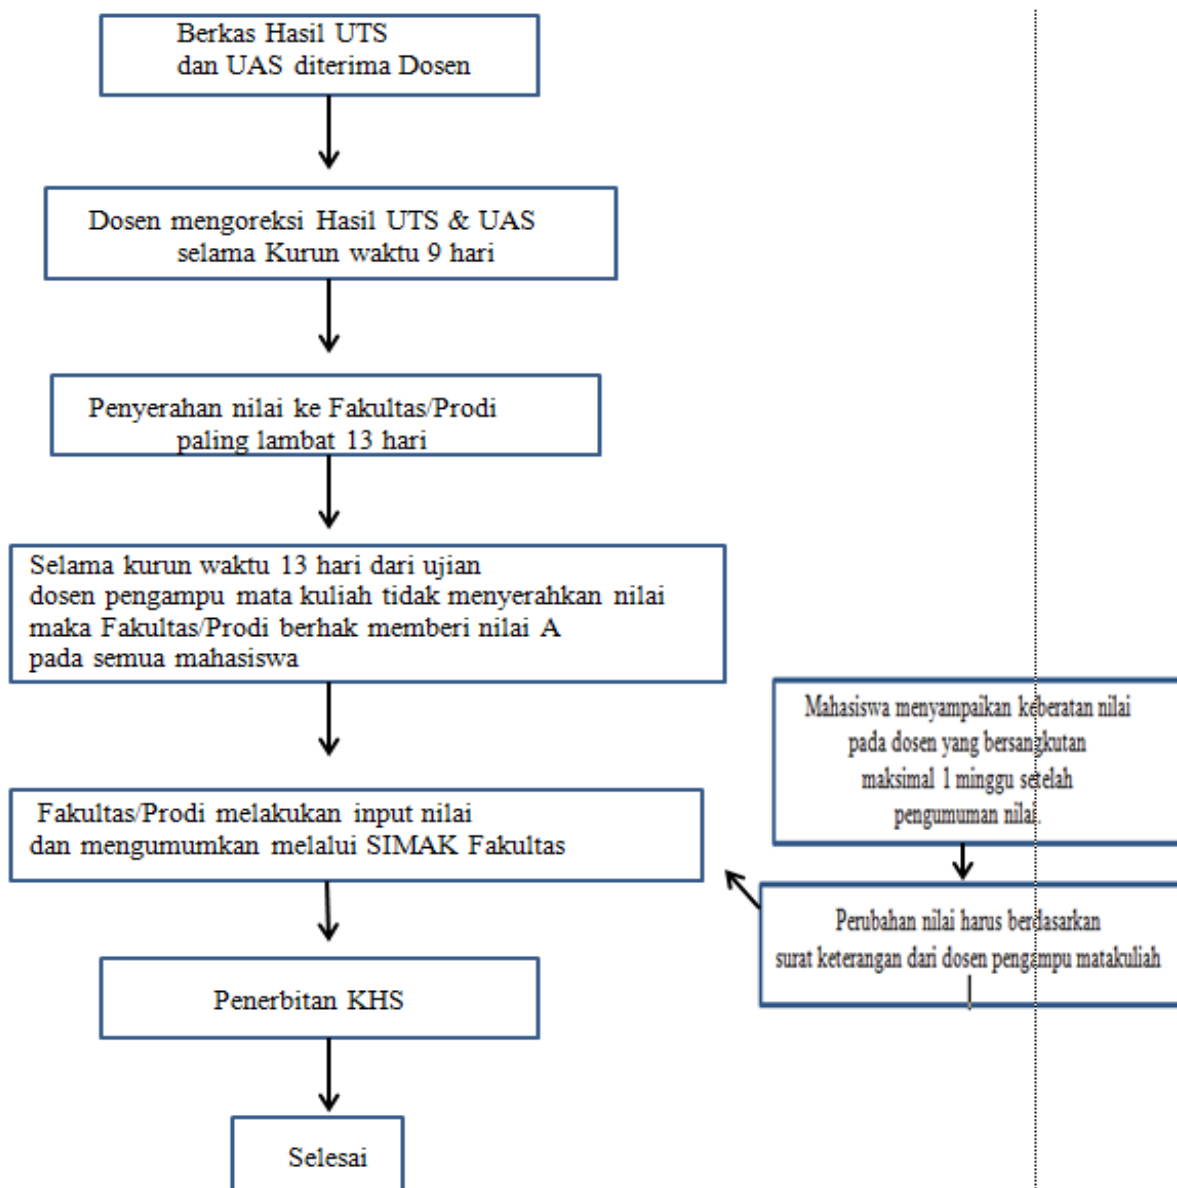 Berkas Hasil UTS
dan UAS diterima Dosen
Dosen mengoreksi Hasil UTS & UAS
selama Kurun waktu 9 hari
Penyerahan nilai ke Fakultas/Prodi
paling lambat 13 hari
Selama kurun waktu 13 hari dari ujian
dosen pengampu mata kuliah tidak menyerahkan nilai
maka Fakultas/Prodi berhak memberi nilai A
pada semua mahasiswa
Fakultas/Prodi melakukan input nilai
dan mengumumkan melalui SIMAK Fakultas
Mahasiswa menyampaikan keberatan nilai
pada dosen yang bersangkutan
maksimal 1 minggu setelah
pengumuman nilai.
Perubahan nilai harus berdasarkan
surat keterangan dari dosen pengampu matakuliah
Penerbitan KHS
Selesai